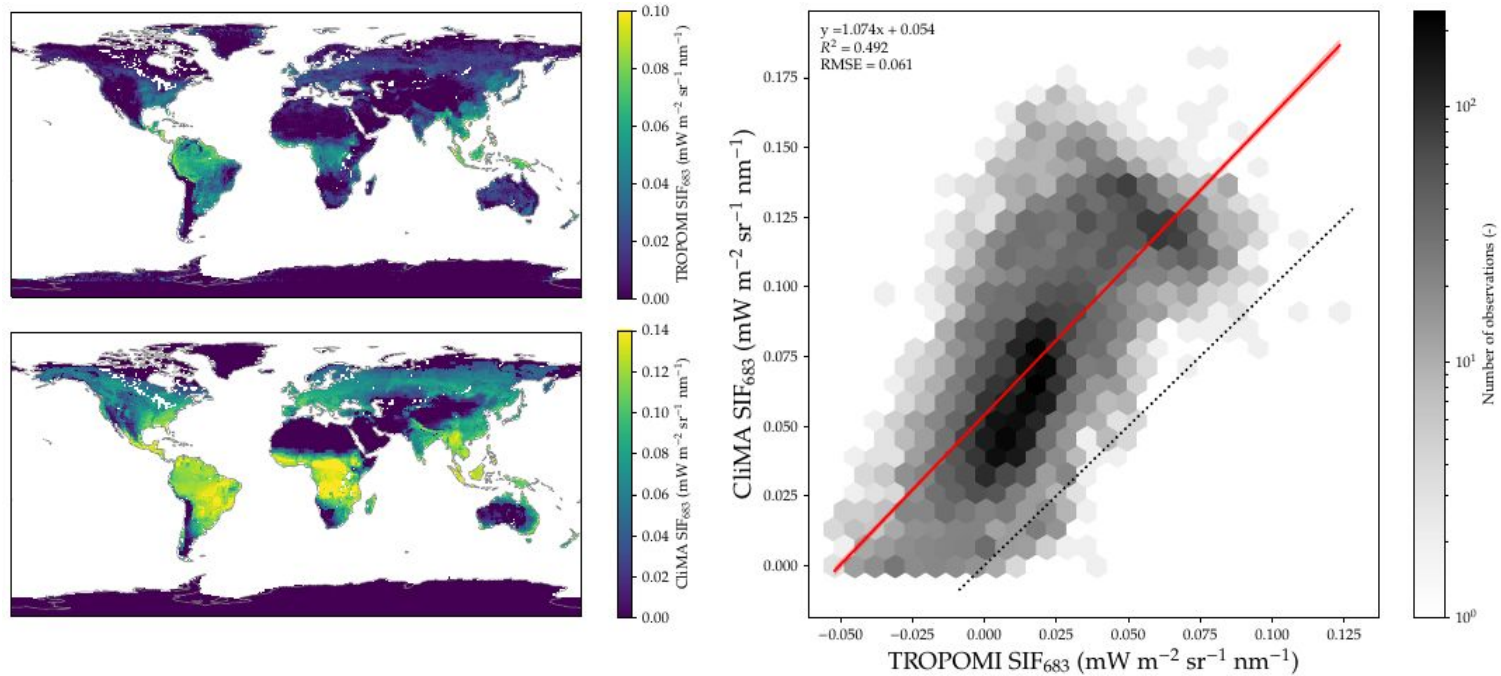 0.10
0.08
0.06
0.04
0.02
0.00
TROPOMI SIF₆₈₃ (mW m⁻² sr⁻¹ nm⁻¹)
0.14
0.12
0.10
0.08
0.06
0.04
0.02
0.00
CliMA SIF₆₈₃ (mW m⁻² sr⁻¹ nm⁻¹)
y =1.074x + 0.054
R² = 0.492
RMSE = 0.061
0.175
0.150
0.125
0.100
0.075
0.050
0.025
0.000
CliMA SIF₆₈₃ (mW m⁻² sr⁻¹ nm⁻¹)
−0.050 −0.025 0.000 0.025 0.050 0.075 0.100 0.125
TROPOMI SIF₆₈₃ (mW m⁻² sr⁻¹ nm⁻¹)
10²
10¹
10⁰
Number of observations (-)